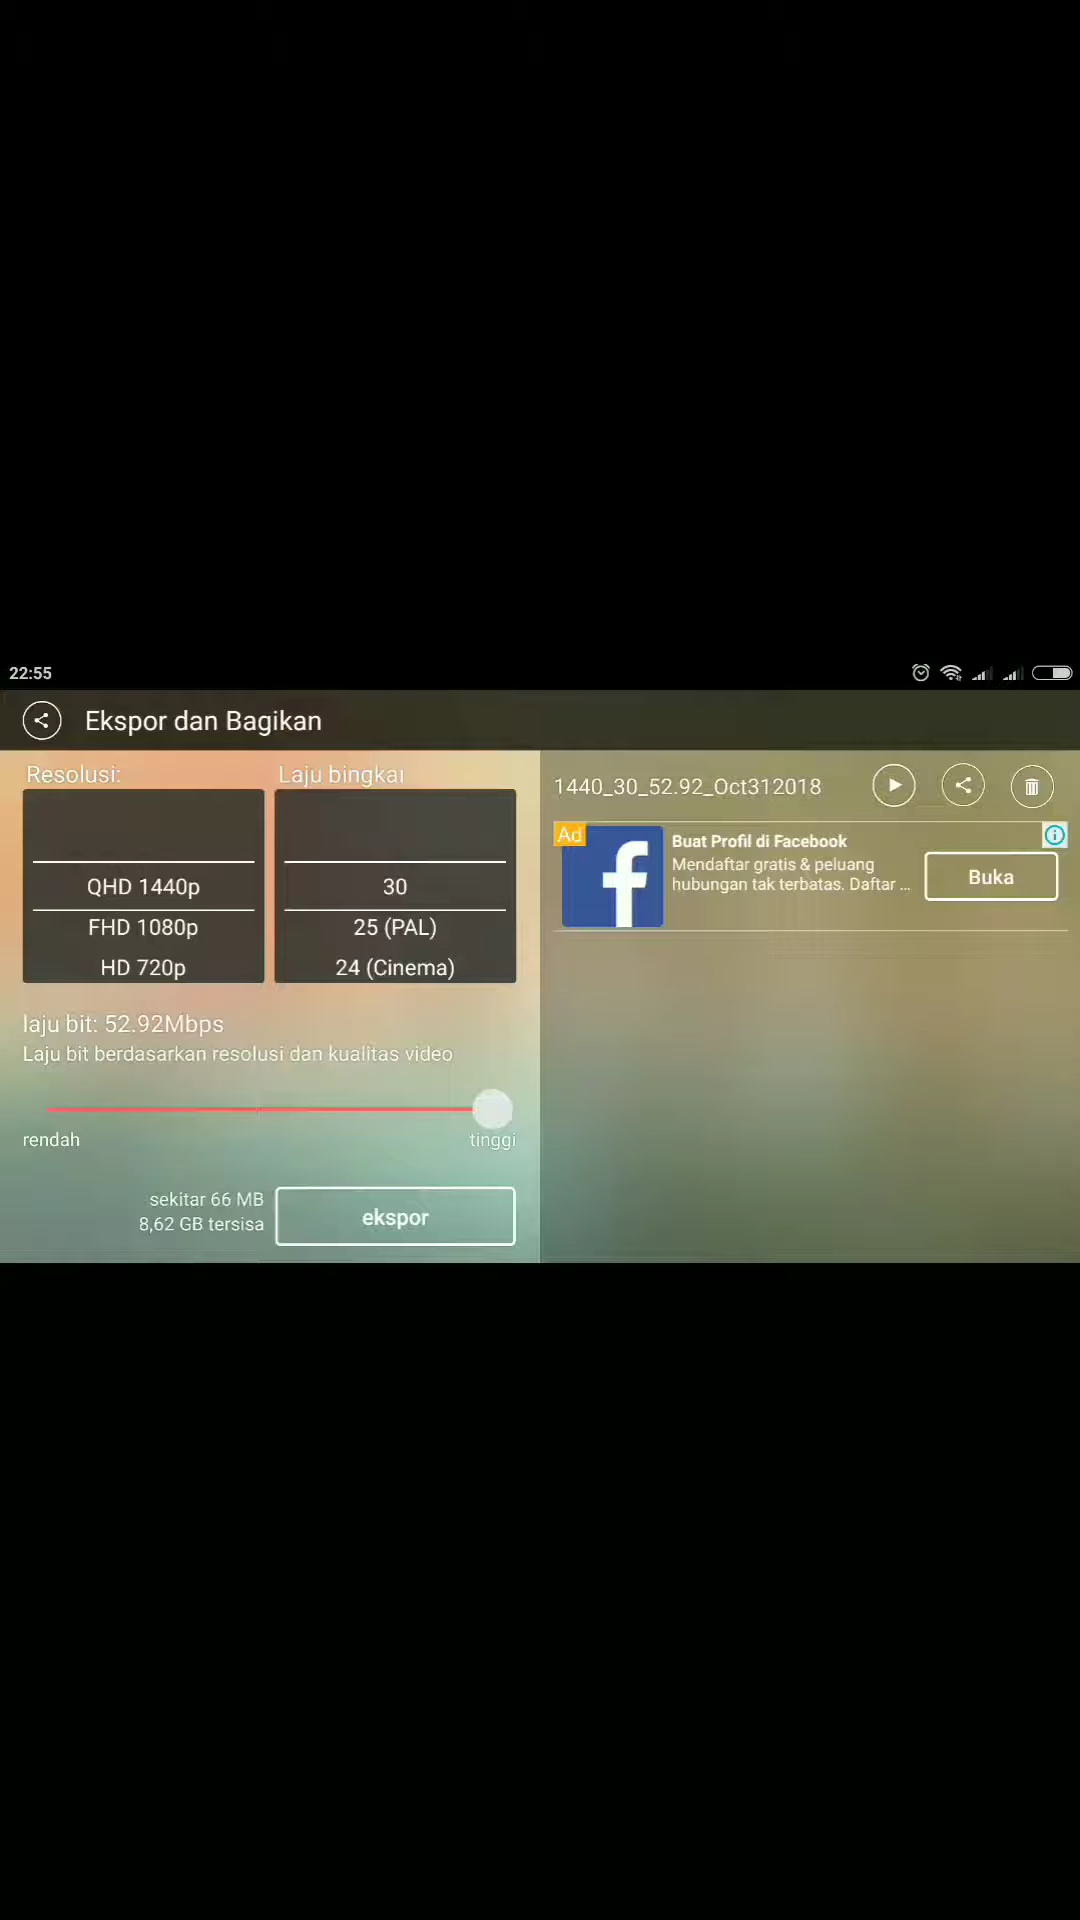 22:55
Ekspor dan Bagikan
Resolusi:
Laju bingkai
QHD 1440p
FHD 1080p
HD 720p
30
25 (PAL)
24 (Cinema)
laju bit: 52.92Mbps
Laju bit berdasarkan resolusi dan kualitas video
rendah
tinggi
sekitar 66 MB
8,62 GB tersisa
ekspor
1440_30_52.92_Oct312018
Ad
Buat Profil di Facebook
Mendaftar gratis & peluang
hubungan tak terbatas. Daftar ...
Buka